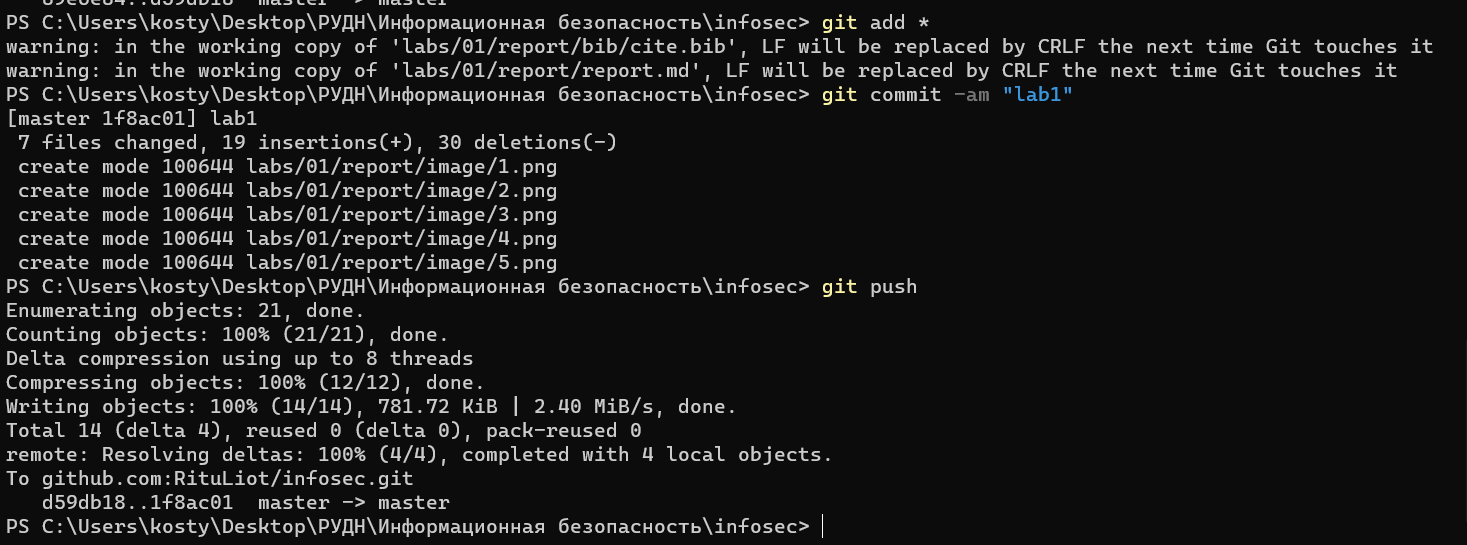 89e8e84..d59db18  master -> master
PS C:\Users\kosty\Desktop\РУДН\Информационная безопасность\infosec> git add *
warning: in the working copy of 'labs/01/report/bib/cite.bib', LF will be replaced by CRLF the next time Git touches it
warning: in the working copy of 'labs/01/report/report.md', LF will be replaced by CRLF the next time Git touches it
PS C:\Users\kosty\Desktop\РУДН\Информационная безопасность\infosec> git commit -am "lab1"
[master 1f8ac01] lab1
 7 files changed, 19 insertions(+), 30 deletions(-)
 create mode 100644 labs/01/report/image/1.png
 create mode 100644 labs/01/report/image/2.png
 create mode 100644 labs/01/report/image/3.png
 create mode 100644 labs/01/report/image/4.png
 create mode 100644 labs/01/report/image/5.png
PS C:\Users\kosty\Desktop\РУДН\Информационная безопасность\infosec> git push
Enumerating objects: 21, done.
Counting objects: 100% (21/21), done.
Delta compression using up to 8 threads
Compressing objects: 100% (12/12), done.
Writing objects: 100% (14/14), 781.72 KiB | 2.40 MiB/s, done.
Total 14 (delta 4), reused 0 (delta 0), pack-reused 0
remote: Resolving deltas: 100% (4/4), completed with 4 local objects.
To github.com:RituLiot/infosec.git
   d59db18..1f8ac01  master -> master
PS C:\Users\kosty\Desktop\РУДН\Информационная безопасность\infosec>